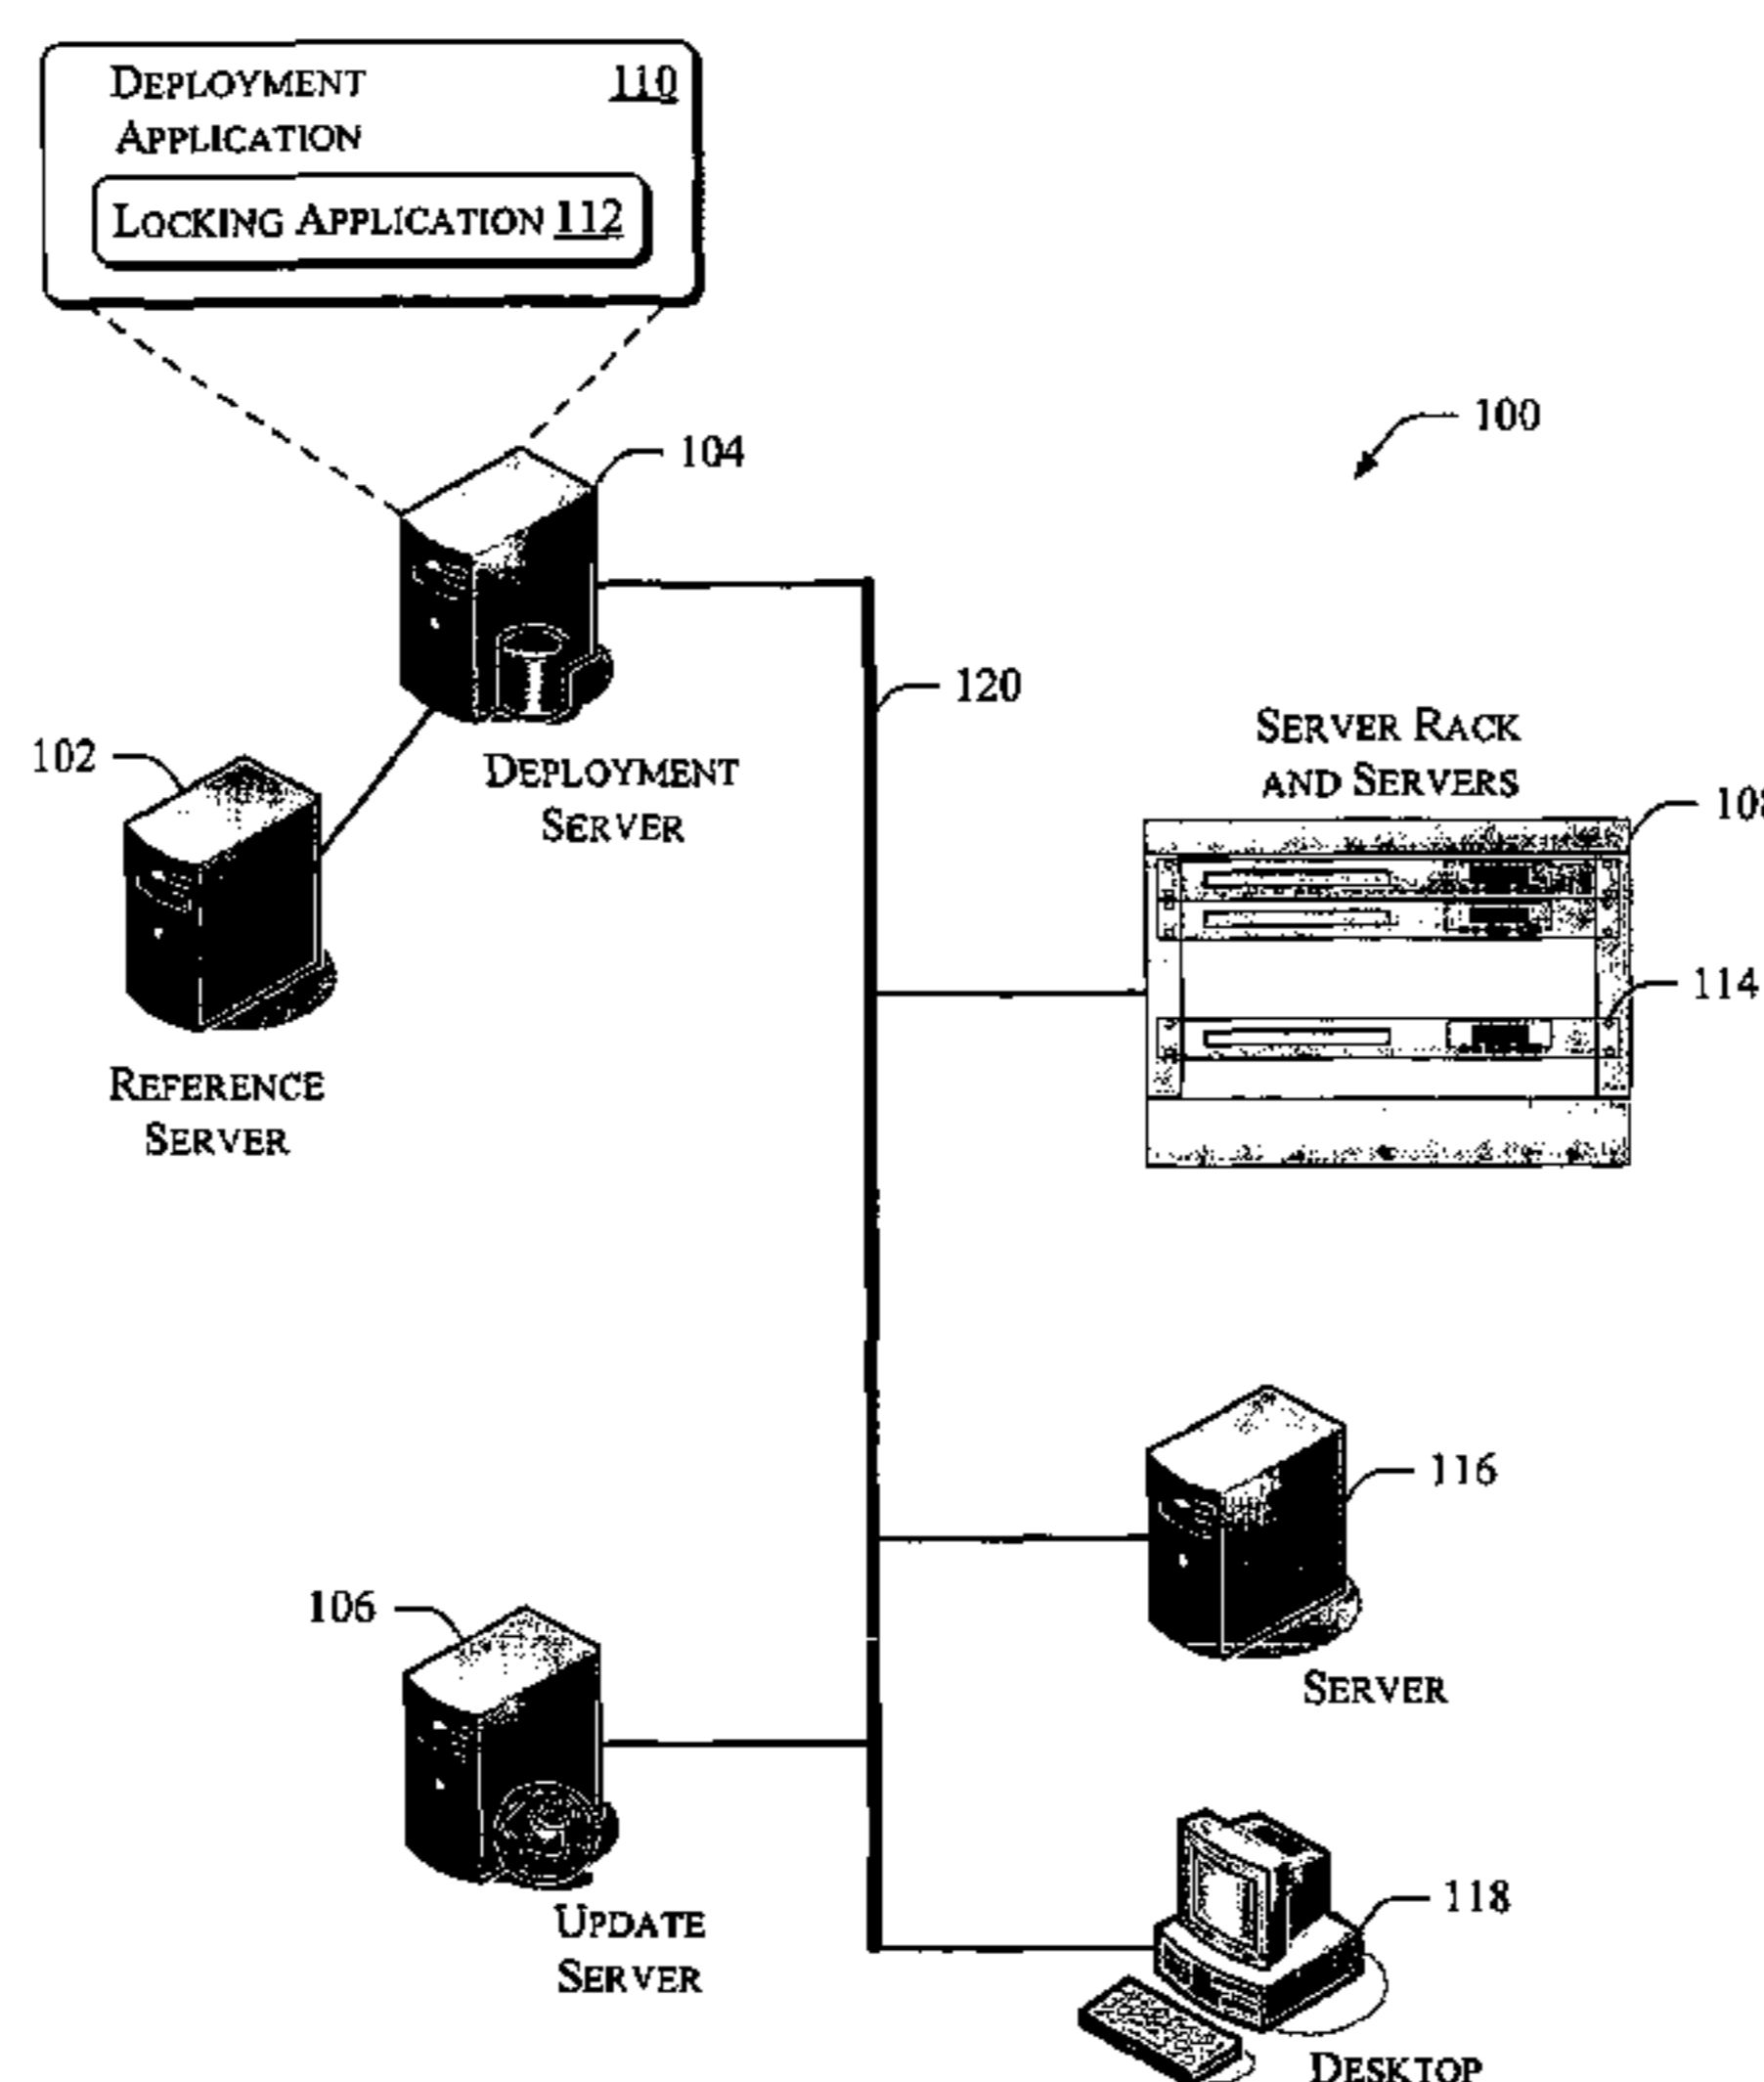 DEPLOYMENT 110
APPLICATION
LOCKING APPLICATION 112
104
100
120
102
DEPLOYMENT
SERVER
SERVER RACK
AND SERVERS
108
114
REFERENCE
SERVER
116
106
SERVER
118
UPDATE
SERVER
DESKTOP